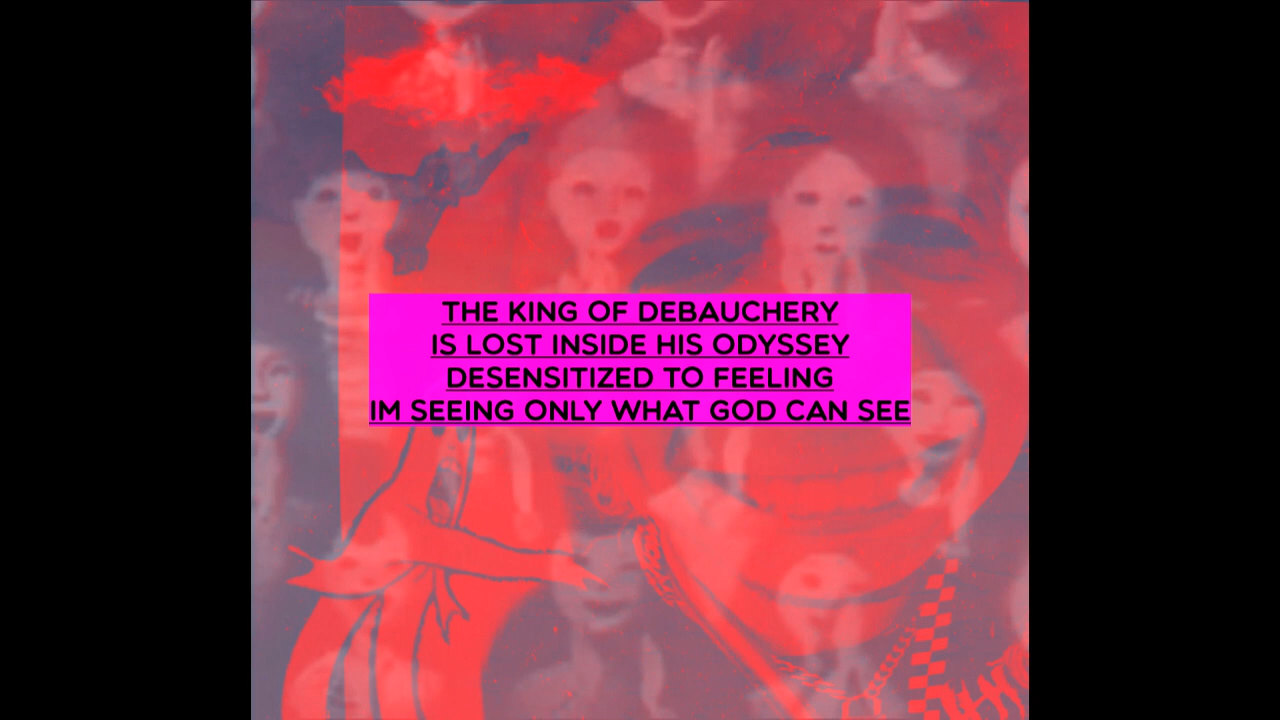 THE KING OF DEBAUCHERY
IS LOST INSIDE HIS ODYSSEY
DESENSITIZED TO FEELING
IM SEEING ONLY WHAT GOD CAN SEE